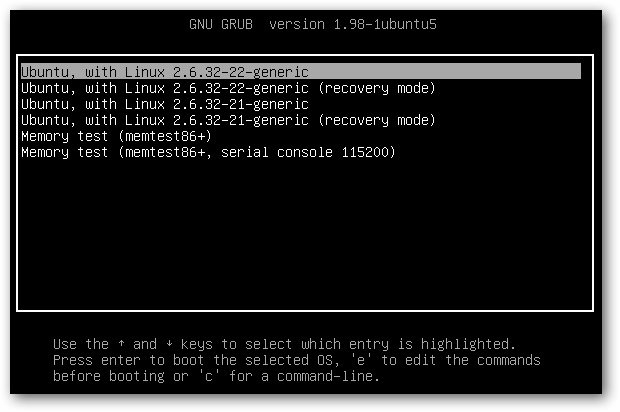 GNU GRUB  version 1.98-1ubuntu5
Ubuntu, with Linux 2.6.32-22-generic
Ubuntu, with Linux 2.6.32-22-generic (recovery mode)
Ubuntu, with Linux 2.6.32-21-generic
Ubuntu, with Linux 2.6.32-21-generic (recovery mode)
Memory test (memtest86+)
Memory test (memtest86+, serial console 115200)
Use the ↑ and ↓ keys to select which entry is highlighted.
Press enter to boot the selected OS, 'e' to edit the commands
before booting or 'c' for a command-line.